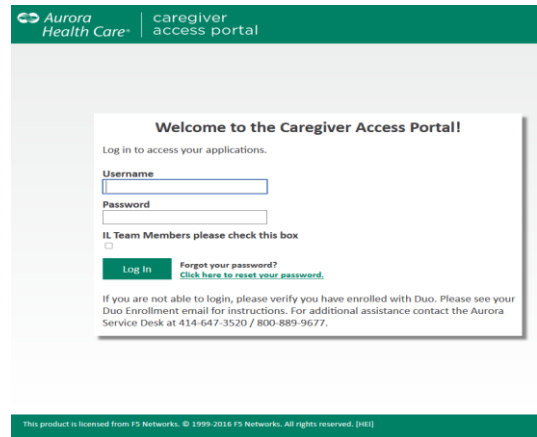 Aurora
Health Care®
caregiver
access portal
Welcome to the Caregiver Access Portal!
Log in to access your applications.
Username
Password
IL Team Members please check this box
Log In
Forgot your password?
Click here to reset your password.
If you are not able to login, please verify you have enrolled with Duo. Please see your
Duo Enrollment email for instructions. For additional assistance contact the Aurora
Service Desk at 414-647-3520 / 800-889-9677.
This product is licensed from F5 Networks. © 1999-2016 F5 Networks. All rights reserved. [HEI]